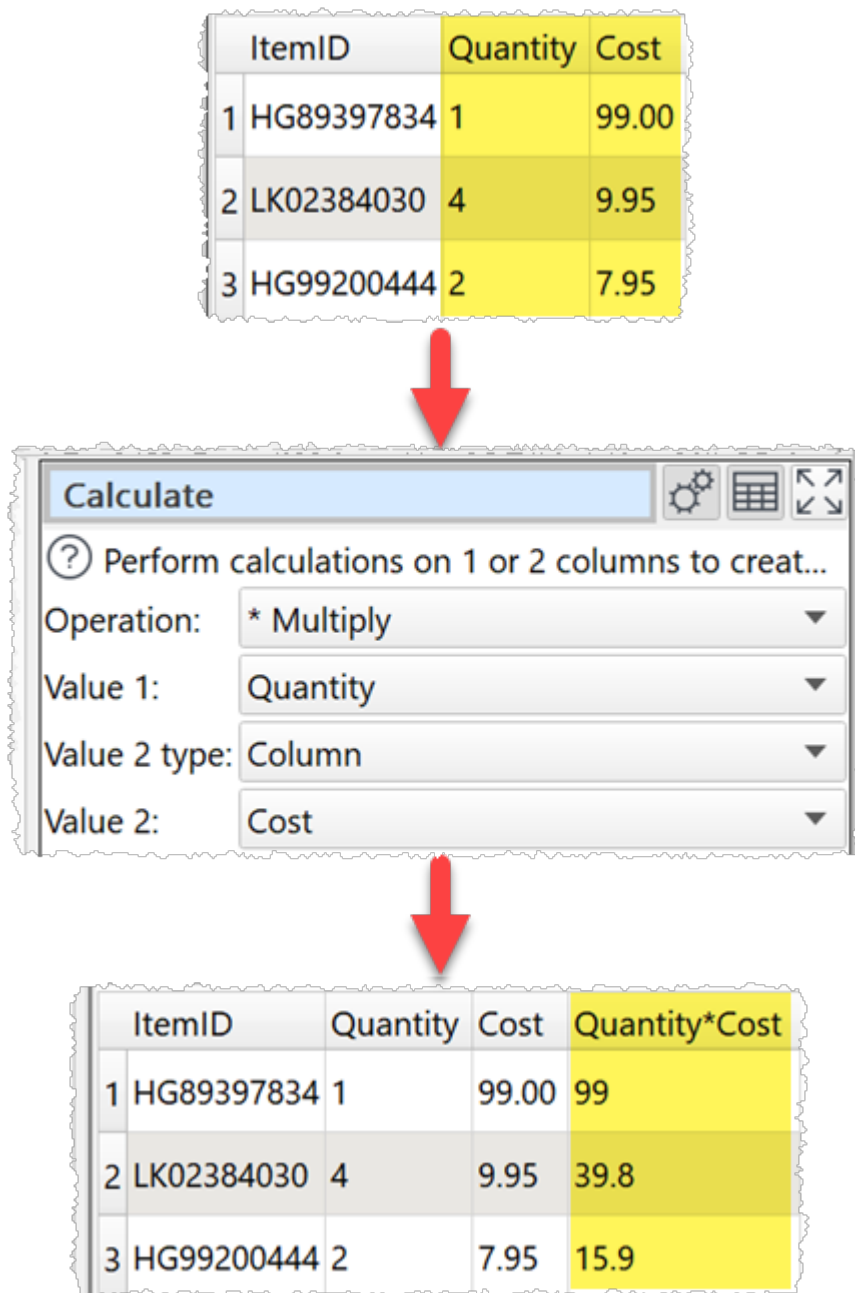 ItemID Quantity Cost
1 HG89397834 1 99.00
2 LK02384030 4 9.95
3 HG99200444 2 7.95
Calculate
? Perform calculations on 1 or 2 columns to creat...
Operation: * Multiply
Value 1: Quantity
Value 2 type: Column
Value 2: Cost
ItemID Quantity Cost Quantity*Cost
1 HG89397834 1 99.00 99
2 LK02384030 4 9.95 39.8
3 HG99200444 2 7.95 15.9